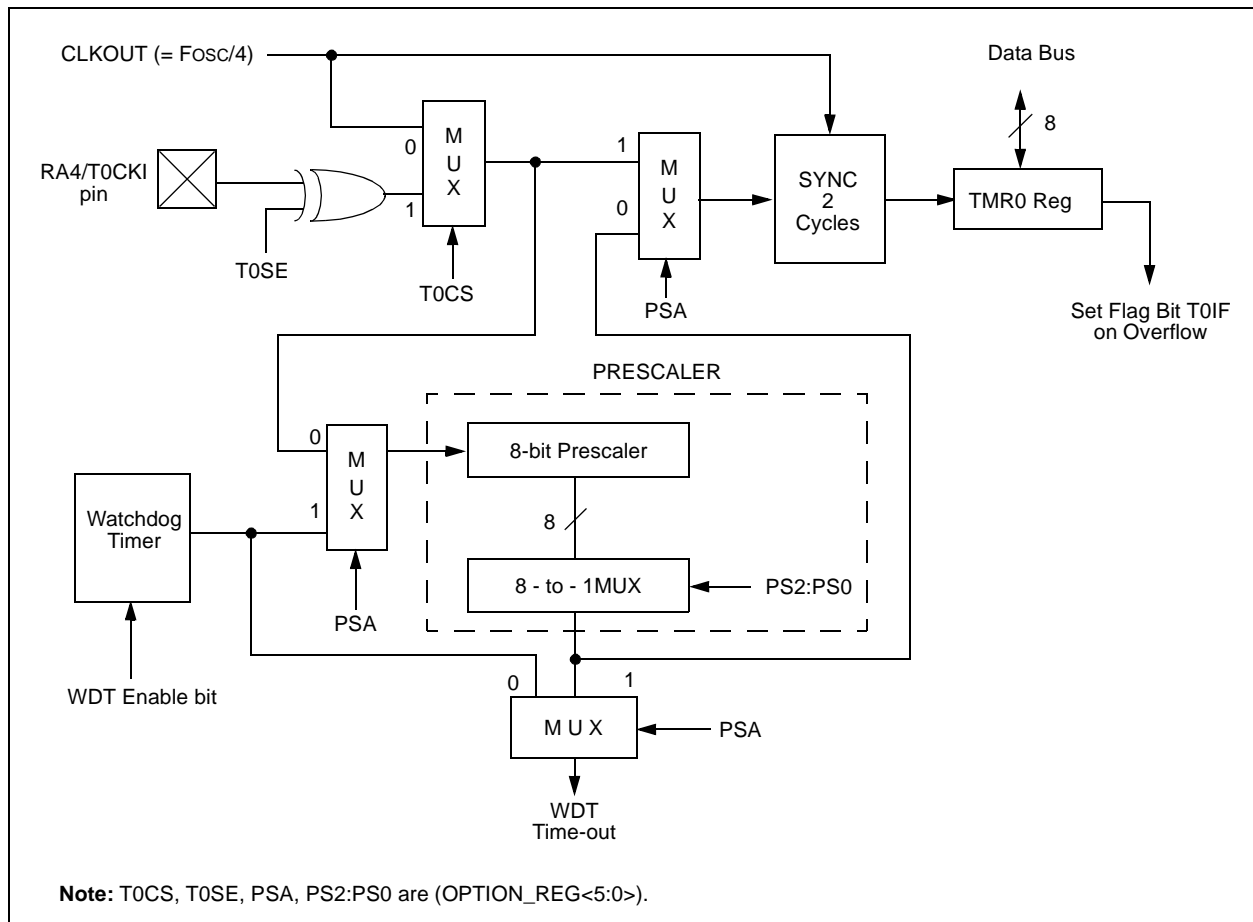 CLKOUT (= FOSC/4)
Data Bus
8
RA4/T0CKI
pin
T0SE
0
1
M
U
X
T0CS
1
0
M
U
X
PSA
SYNC
2
Cycles
TMR0 Reg
Set Flag Bit T0IF
on Overflow
PRESCALER
0
1
M
U
X
PSA
8-bit Prescaler
8
8 - to - 1MUX
PS2:PS0
Watchdog
Timer
WDT Enable bit
0
1
M U X
PSA
WDT
Time-out
Note: T0CS, T0SE, PSA, PS2:PS0 are (OPTION_REG<5:0>).